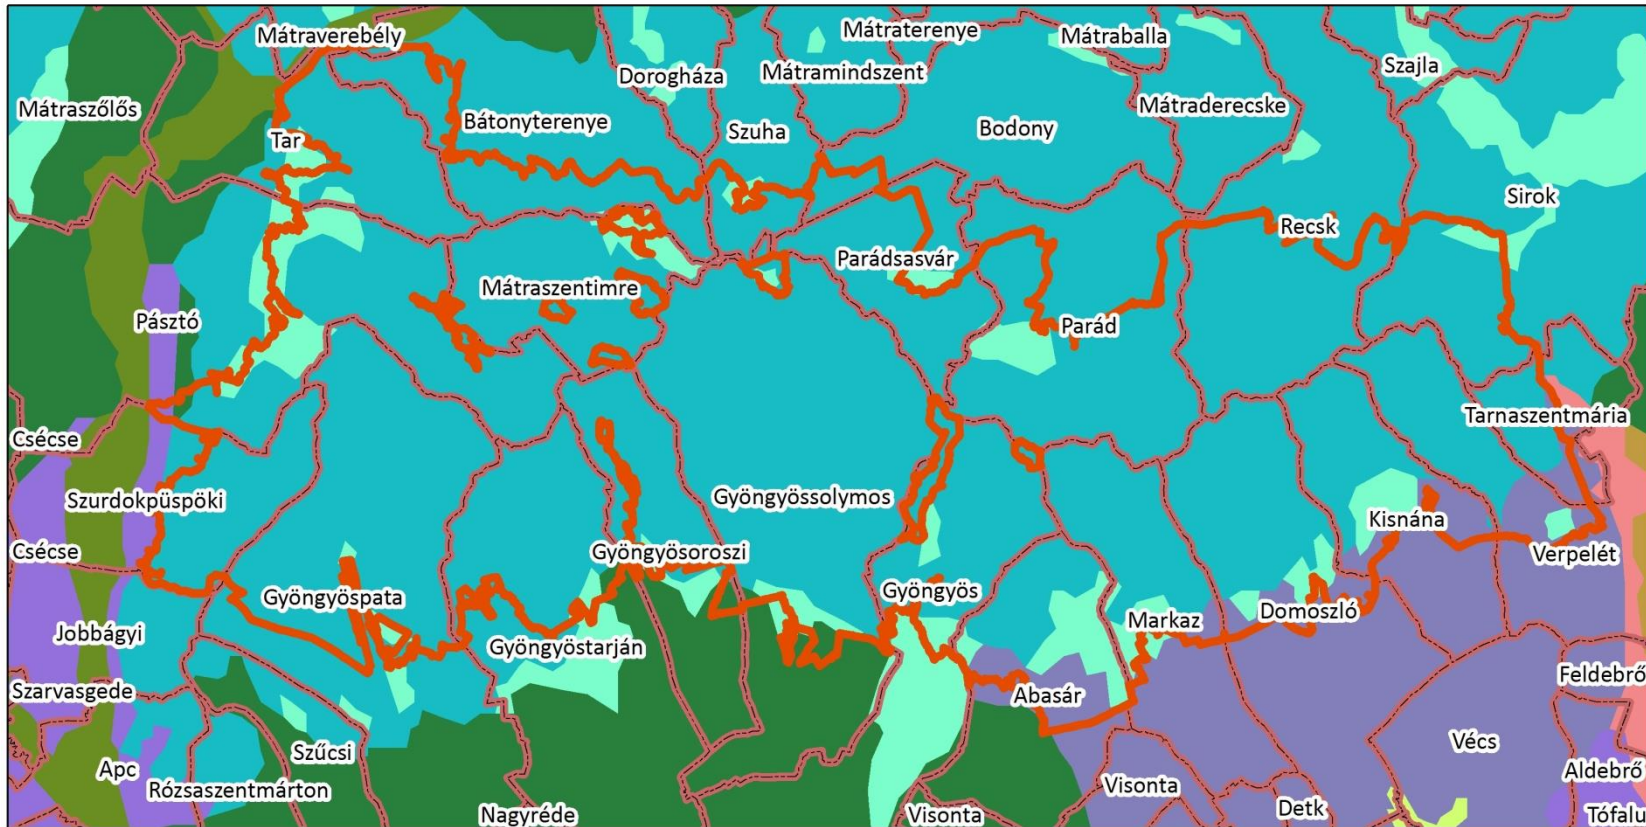 Mátraverebély
Mátraterenye
Mátraballa
Dorogháza
Mátramindszent
Szajla
Mátraszőlős
Mátraderecske
Bátonyterenye
Tar
Szuha
Bodony
Sirok
Recsk
Parádsasvár
Mátraszentimre
Pásztó
Parád
Tarnaszentmária
Csécse
Szurdokpüspöki
Gyöngyössolymos
Kisnána
Csécse
Gyöngyösoroszi
Verpelét
Gyöngyöspata
Gyöngyös
Domoszló
Markaz
Jobbágyi
Gyöngyöstarján
Feldebrő
Szarvasgede
Abasár
Vécs
Szűcsi
Apc
Aldebrő
Rózsaszentmárton
Visonta
Detk
Nagyréde
Visonta
Tófalu